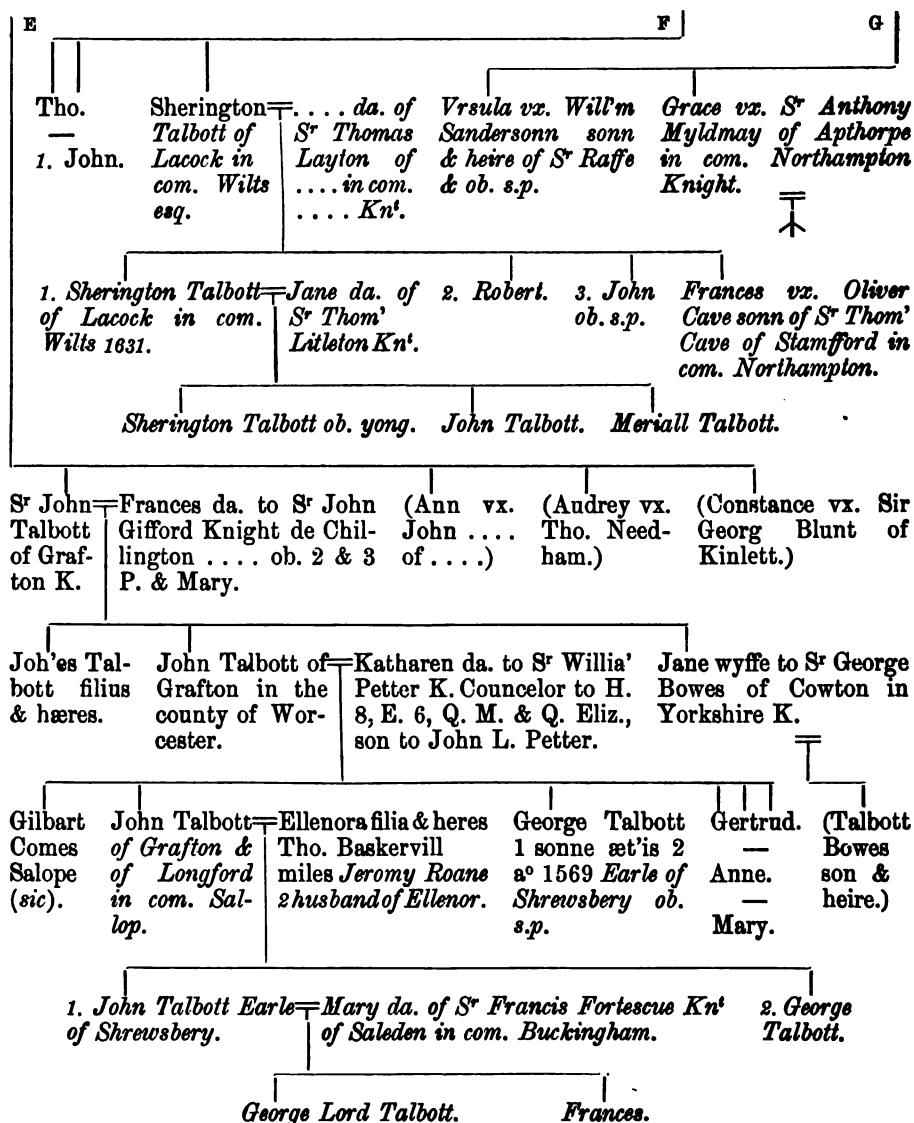 E F G
Tho.
—
1. John.
Sherington
Talbott of
Lacock in
com. Wilts
esq.
. . . . da. of
Sʳ Thomas
Layton of
. . . . in com.
. . . . Knᵗ.
Vrsula vx. Will'm
Sandersonn sonn
& heire of Sʳ Raffe
& ob. s.p.
Grace vx. Sʳ Anthony
Myldmay of Apthorpe
in com. Northampton
Knight.
1. Sherington Talbott
of Lacock in com.
Wilts 1631.
Jane da. of
Sʳ Thom'
Litleton Knᵗ.
2. Robert.
3. John
ob. s.p.
Frances vx. Oliver
Cave sonn of Sʳ Thom'
Cave of Stamfford in
com. Northampton.
Sherington Talbott ob. yong. John Talbott. Meriall Talbott.
Sʳ John
Talbott
of Graf-
ton K.
Frances da. to Sʳ John
Gifford Knight de Chil-
lington . . . . ob. 2 & 3
P. & Mary.
(Ann vx.
John . . . .
of . . . .)
(Audrey vx.
Tho. Need-
ham.)
(Constance vx. Sir
Georg Blunt of
Kinlett.)
Joh'es Tal-
bott filius
& hæres.
John Talbott of
Grafton in the
county of Wor-
cester.
Katharen da. to Sʳ Willia'
Petter K. Councelor to H.
8, E. 6, Q. M. & Q. Eliz.,
son to John L. Petter.
Jane wyffe to Sʳ George
Bowes of Cowton in
Yorkshire K.
Gilbart
Comes
Salope
(sic).
John Talbott
of Grafton &
of Longford
in com. Sal-
lop.
Ellenora filia & heres
Tho. Baskervill
miles Jeromy Roane
2 husband of Ellenor.
George Talbott
1 sonne æt'is 2
aº 1569 Earle of
Shrewsbery ob.
s.p.
Gertrud.
—
Anne.
—
Mary.
(Talbott
Bowes
son &
heire.)
1. John Talbott Earle
of Shrewsbery.
Mary da. of Sʳ Francis Fortescue Knᵗ
of Saleden in com. Buckingham.
2. George
Talbott.
George Lord Talbott. Frances.